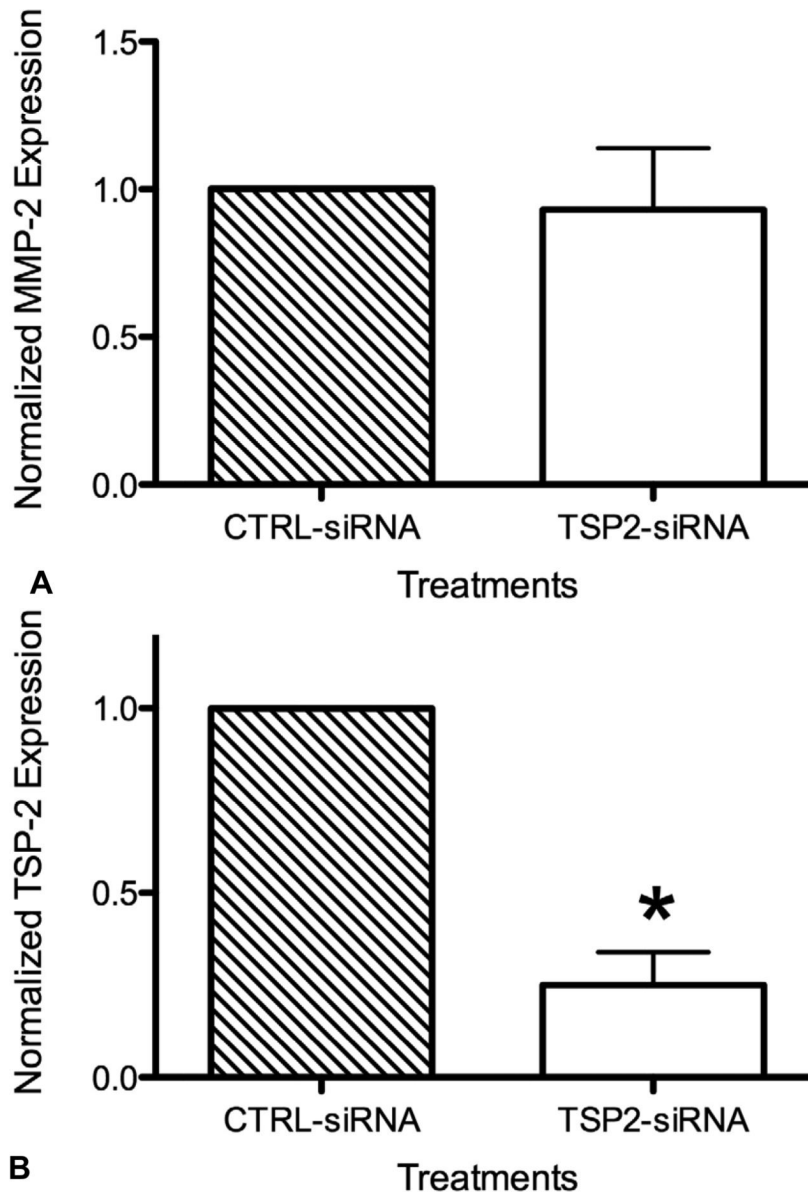 Normalized MMP-2 Expression
1.5
1.0
0.5
0.0
CTRL-siRNA TSP2-siRNA
A
Treatments
Normalized TSP-2 Expression
1.0
0.5
*
0.0
CTRL-siRNA TSP2-siRNA
B
Treatments